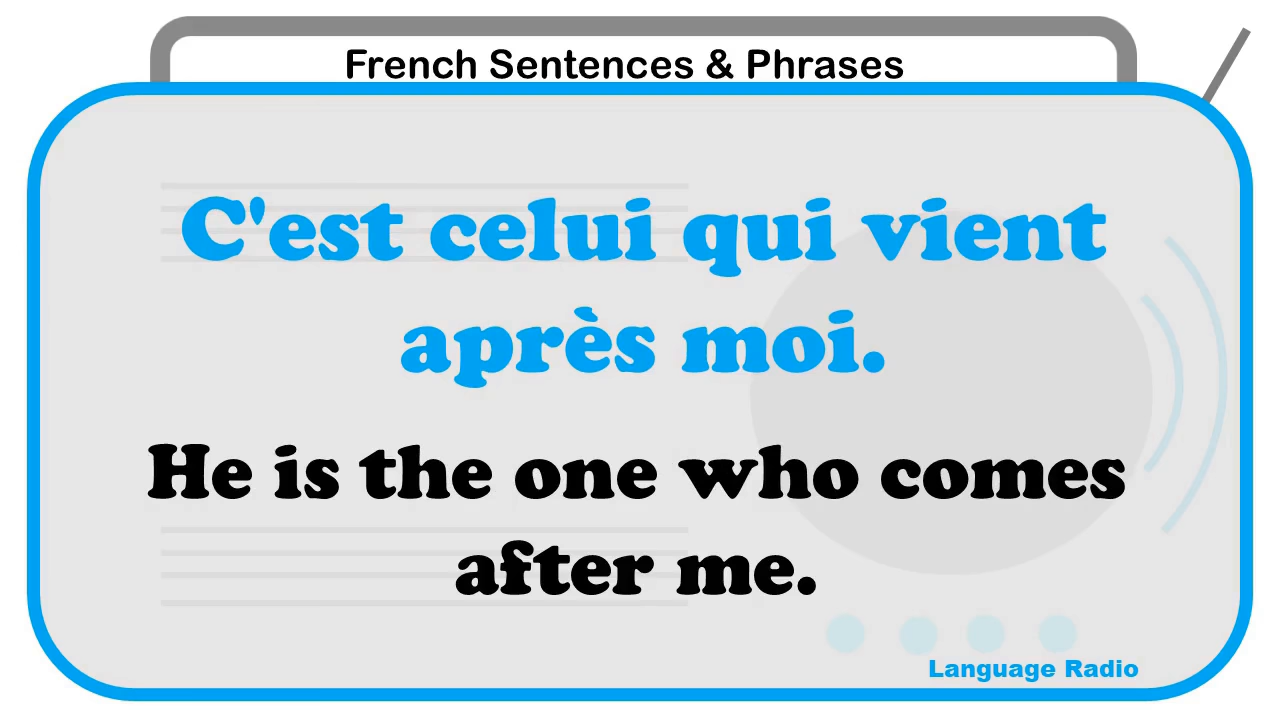 French Sentences & Phrases
C'est celui qui vient
après moi.
He is the one who comes
after me.
Language Radio